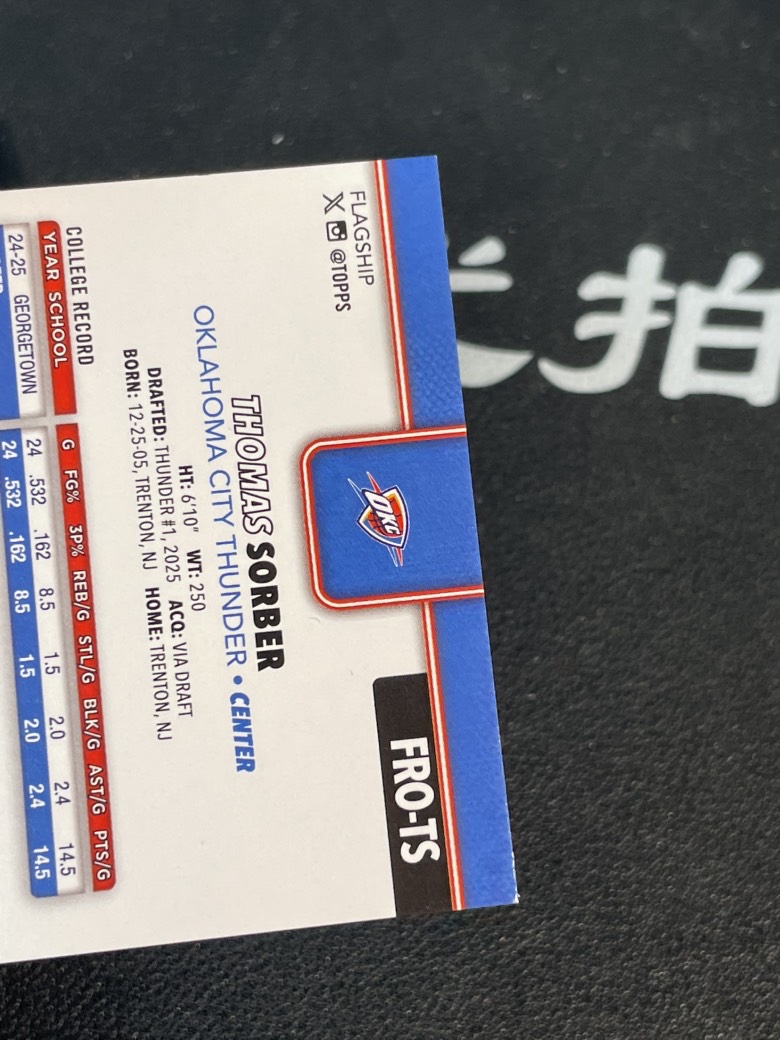 FRO-TS
OKC
FLAGSHIP
X @TOPPS
THOMAS SORBER
OKLAHOMA CITY THUNDER • CENTER
HT: 6'10" WT: 250
DRAFTED: THUNDER #1, 2025 ACQ: VIA DRAFT
BORN: 12-25-05, TRENTON, NJ HOME: TRENTON, NJ
COLLEGE RECORD
YEAR SCHOOL G FG% 3P% REB/G STL/G BLK/G AST/G PTS/G
24-25 GEORGETOWN 24 .532 .162 8.5 1.5 2.0 2.4 14.5
24 .532 .162 8.5 1.5 2.0 2.4 14.5
拍